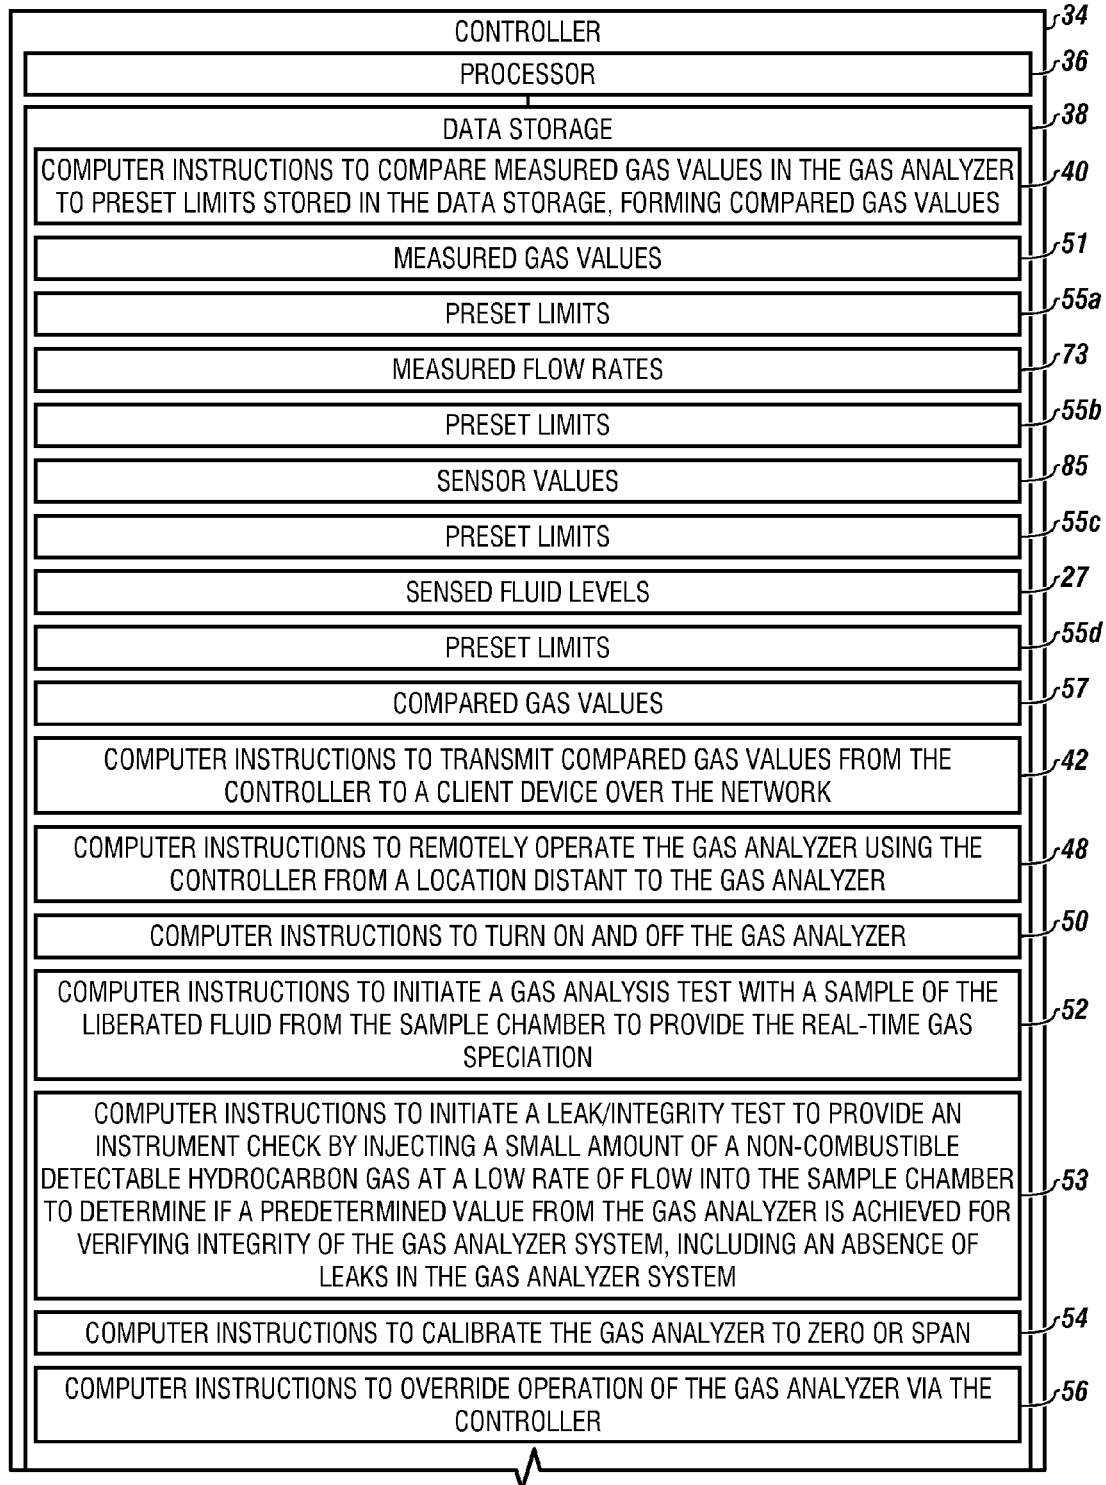 CONTROLLER
34
PROCESSOR
36
DATA STORAGE
38
COMPUTER INSTRUCTIONS TO COMPARE MEASURED GAS VALUES IN THE GAS ANALYZER
TO PRESET LIMITS STORED IN THE DATA STORAGE, FORMING COMPARED GAS VALUES
40
MEASURED GAS VALUES
51
PRESET LIMITS
55a
MEASURED FLOW RATES
73
PRESET LIMITS
55b
SENSOR VALUES
85
PRESET LIMITS
55c
SENSED FLUID LEVELS
27
PRESET LIMITS
55d
COMPARED GAS VALUES
57
COMPUTER INSTRUCTIONS TO TRANSMIT COMPARED GAS VALUES FROM THE
CONTROLLER TO A CLIENT DEVICE OVER THE NETWORK
42
COMPUTER INSTRUCTIONS TO REMOTELY OPERATE THE GAS ANALYZER USING THE
CONTROLLER FROM A LOCATION DISTANT TO THE GAS ANALYZER
48
COMPUTER INSTRUCTIONS TO TURN ON AND OFF THE GAS ANALYZER
50
COMPUTER INSTRUCTIONS TO INITIATE A GAS ANALYSIS TEST WITH A SAMPLE OF THE
LIBERATED FLUID FROM THE SAMPLE CHAMBER TO PROVIDE THE REAL-TIME GAS
SPECIATION
52
COMPUTER INSTRUCTIONS TO INITIATE A LEAK/INTEGRITY TEST TO PROVIDE AN
INSTRUMENT CHECK BY INJECTING A SMALL AMOUNT OF A NON-COMBUSTIBLE
DETECTABLE HYDROCARBON GAS AT A LOW RATE OF FLOW INTO THE SAMPLE CHAMBER
TO DETERMINE IF A PREDETERMINED VALUE FROM THE GAS ANALYZER IS ACHIEVED FOR
VERIFYING INTEGRITY OF THE GAS ANALYZER SYSTEM, INCLUDING AN ABSENCE OF
LEAKS IN THE GAS ANALYZER SYSTEM
53
COMPUTER INSTRUCTIONS TO CALIBRATE THE GAS ANALYZER TO ZERO OR SPAN
54
COMPUTER INSTRUCTIONS TO OVERRIDE OPERATION OF THE GAS ANALYZER VIA THE
CONTROLLER
56